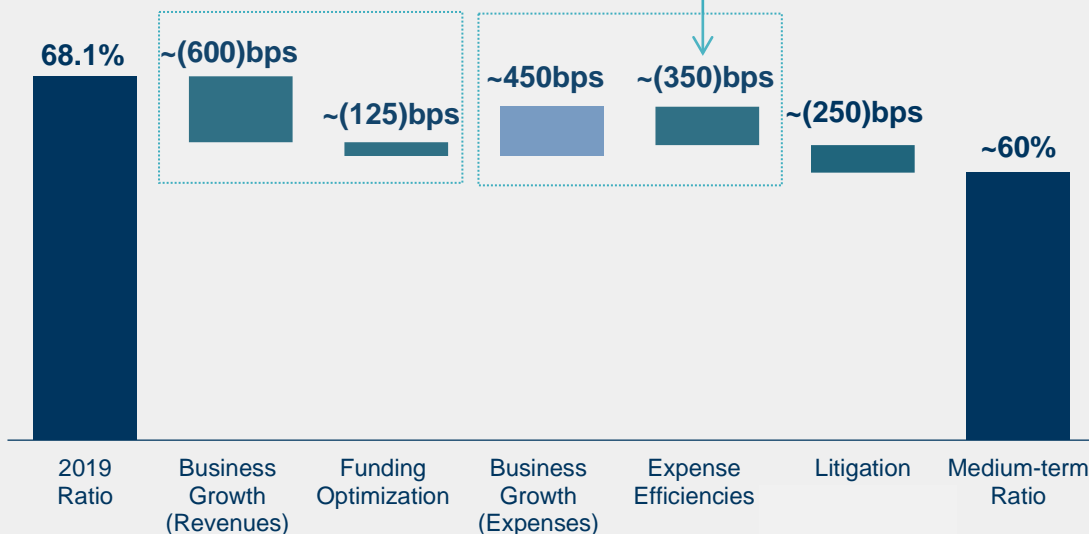 68.1%
~(600)bps
~(125)bps
~450bps
~(350)bps
~(250)bps
~60%
2019
Ratio
Business
Growth
(Revenues)
Funding
Optimization
Business
Growth
(Expenses)
Expense
Efficiencies
Litigation
Medium-term
Ratio